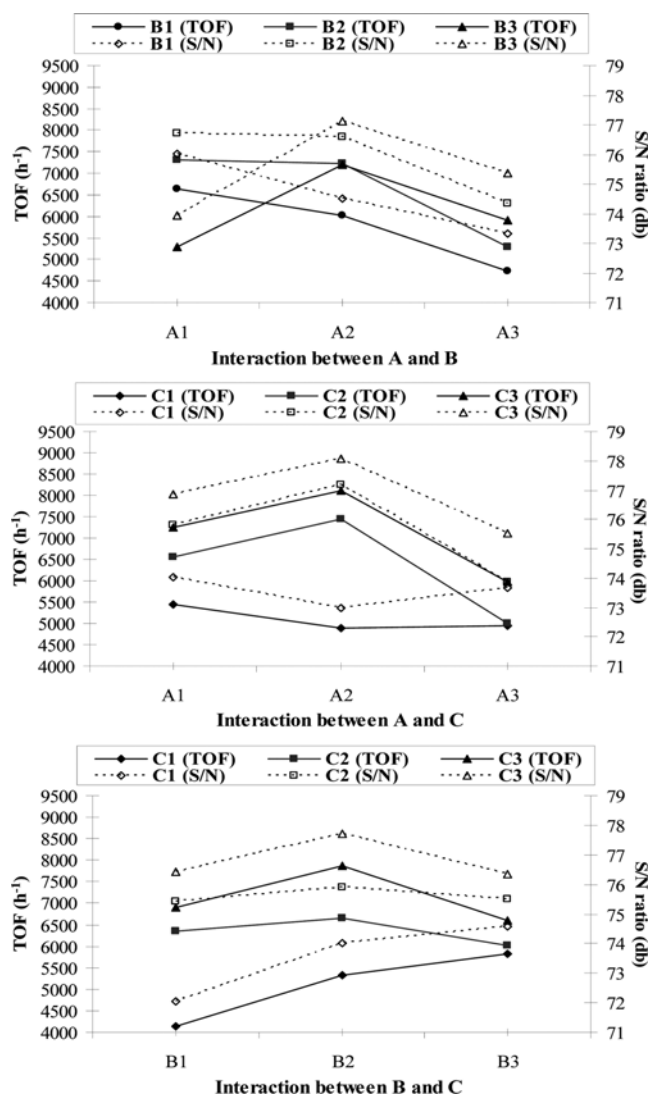 B1 (TOF) B2 (TOF) B3 (TOF)
B1 (S/N) B2 (S/N) B3 (S/N)
9500 79
9000 78
8500 77
8000 76
7500 75
7000 74
6500 73
6000 72
5500 71
5000
4500
4000
TOF (h⁻¹)
S/N ratio (db)
A1 A2 A3
Interaction between A and B
C1 (TOF) C2 (TOF) C3 (TOF)
C1 (S/N) C2 (S/N) C3 (S/N)
9500 79
9000 78
8500 77
8000 76
7500 75
7000 74
6500 73
6000 72
5500 71
5000
4500
4000
TOF (h⁻¹)
S/N ratio (db)
A1 A2 A3
Interaction between A and C
C1 (TOF) C2 (TOF) C3 (TOF)
C1 (S/N) C2 (S/N) C3 (S/N)
9500 79
9000 78
8500 77
8000 76
7500 75
7000 74
6500 73
6000 72
5500 71
5000
4500
4000
TOF (h⁻¹)
S/N ratio (db)
B1 B2 B3
Interaction between B and C